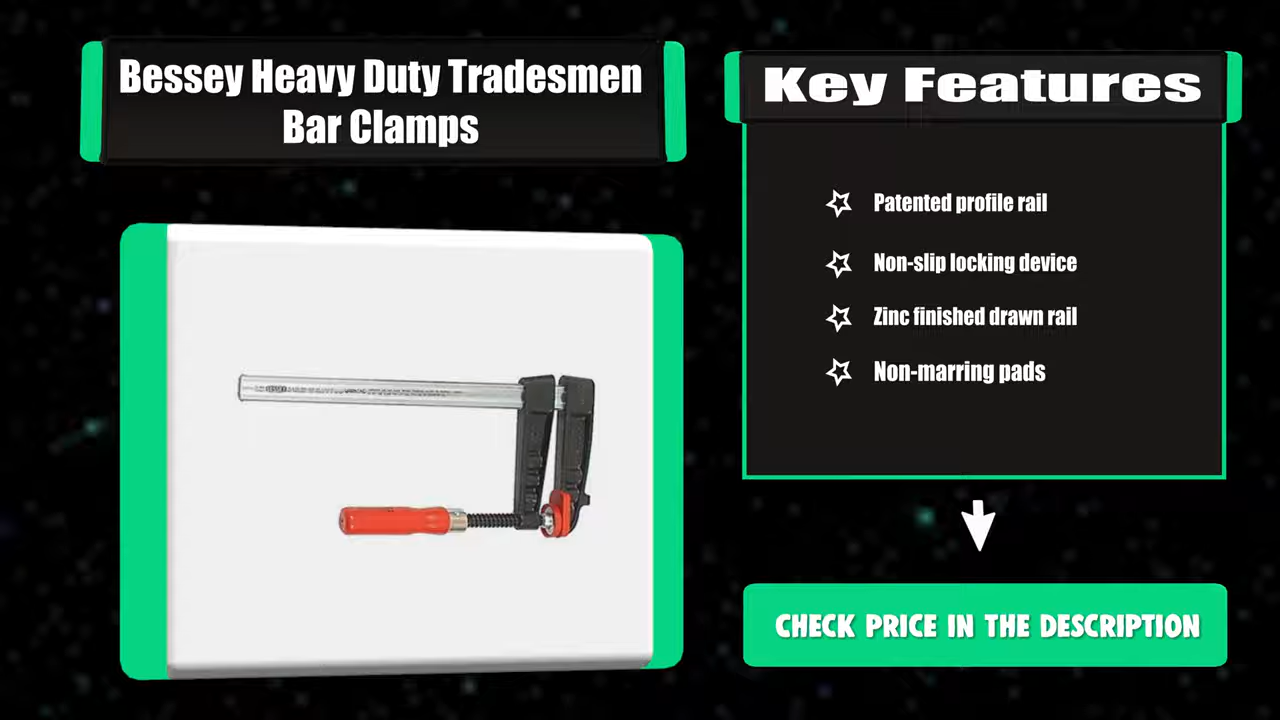 Bessey Heavy Duty Tradesmen
Bar Clamps
Key Features
Patented profile rail
Non-slip locking device
Zinc finished drawn rail
Non-marring pads
BESSEY
CHECK PRICE IN THE DESCRIPTION